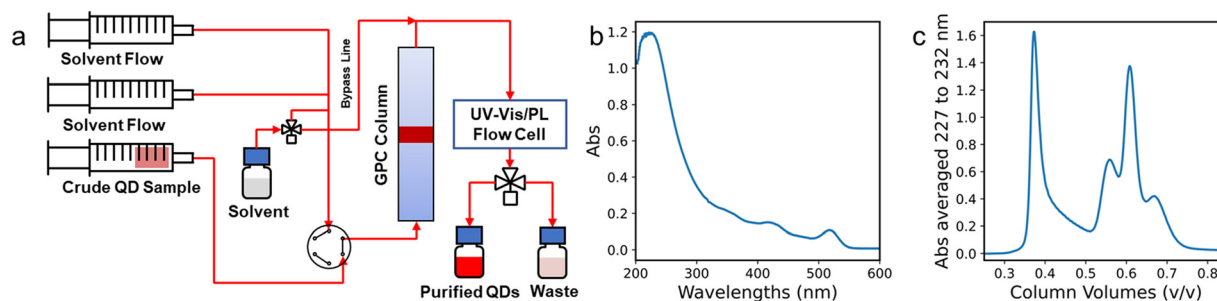 a
Solvent Flow
Solvent Flow
Crude QD Sample
Solvent
Bypass Line
GPC Column
UV-Vis/PL
Flow Cell
Purified QDs
Waste
b
Abs
1.2
1.0
0.8
0.6
0.4
0.2
0.0
200
300
400
500
600
Wavelengths (nm)
c
Abs averaged 227 to 232 nm
1.6
1.4
1.2
1.0
0.8
0.6
0.4
0.2
0.0
0.3
0.4
0.5
0.6
0.7
0.8
Column Volumes (v/v)